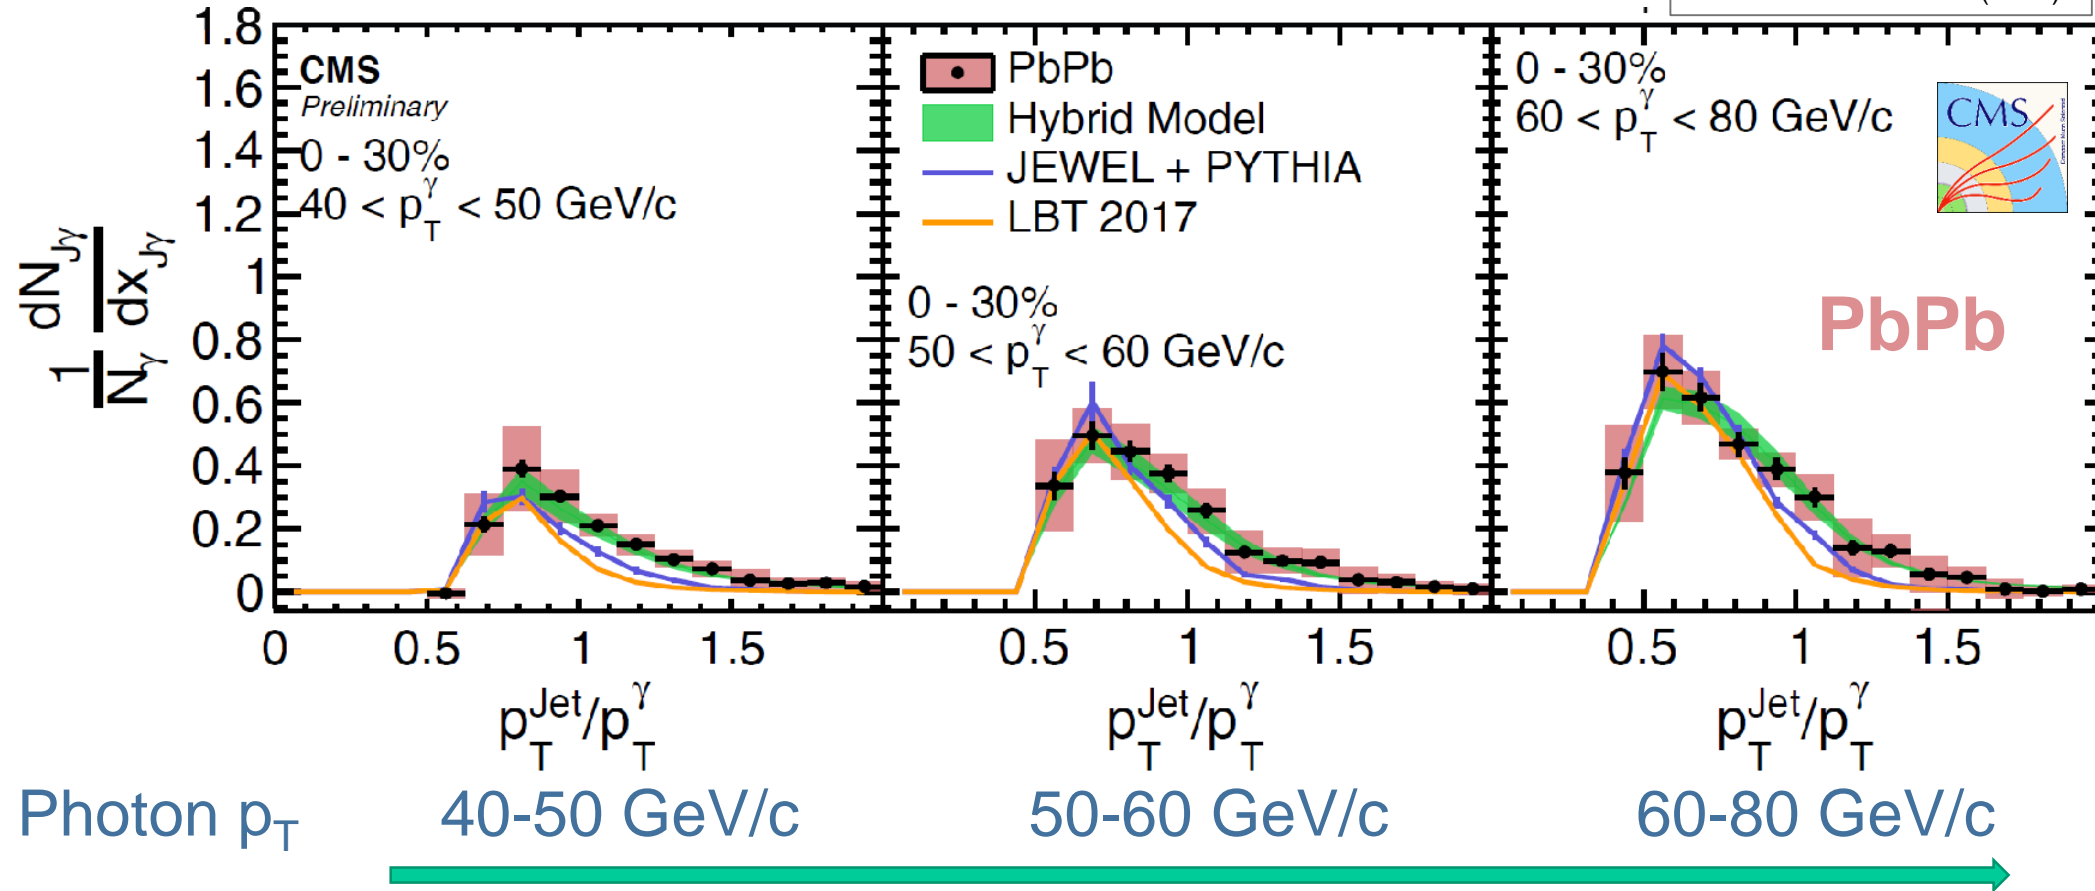 CMS
Preliminary
0 - 30%
40 < p_T^γ < 50 GeV/c
PbPb
Hybrid Model
JEWEL + PYTHIA
LBT 2017
0 - 30%
50 < p_T^γ < 60 GeV/c
0 - 30%
60 < p_T^γ < 80 GeV/c
CMS
PbPb
1/N_γ dN_Jγ/dx_Jγ
1.8
1.6
1.4
1.2
1
0.8
0.6
0.4
0.2
0
0 0.5 1 1.5
0.5 1 1.5
0.5 1 1.5
p_T^Jet/p_T^γ
p_T^Jet/p_T^γ
p_T^Jet/p_T^γ
Photon p_T 40-50 GeV/c 50-60 GeV/c 60-80 GeV/c